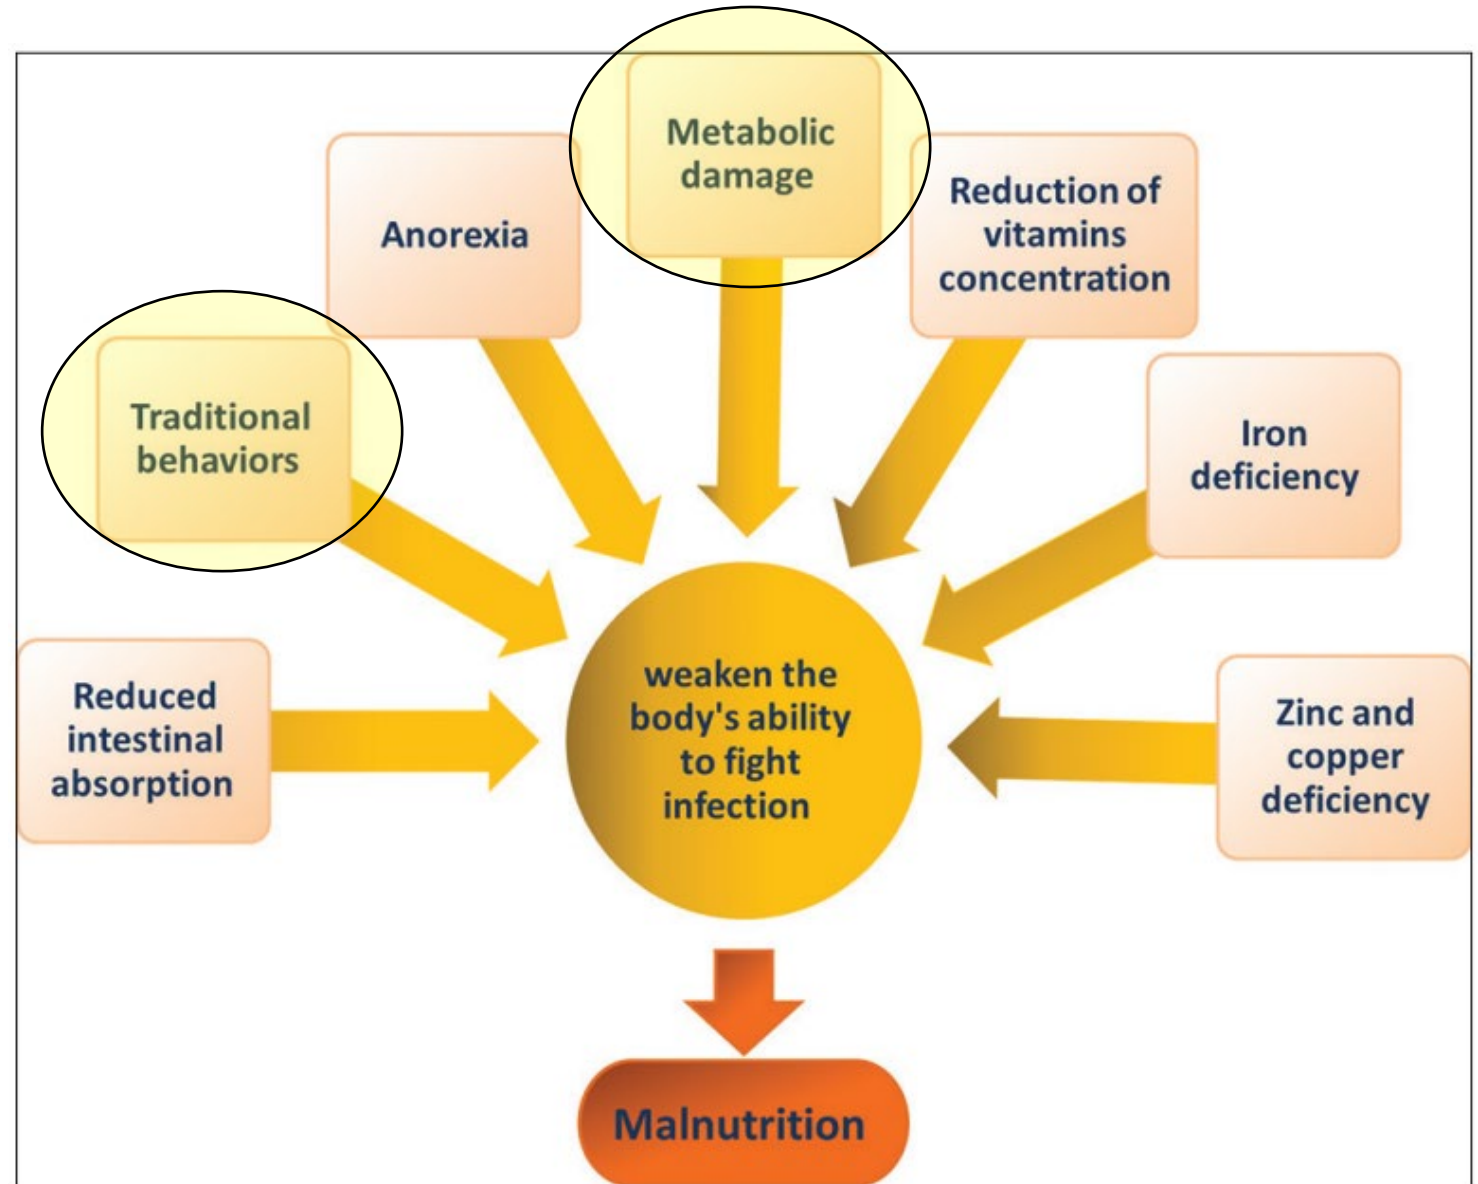 Metabolic
damage
Anorexia
Reduction of
vitamins
concentration
Traditional
behaviors
Iron
deficiency
Reduced
intestinal
absorption
weaken the
body's ability
to fight
infection
Zinc and
copper
deficiency
Malnutrition